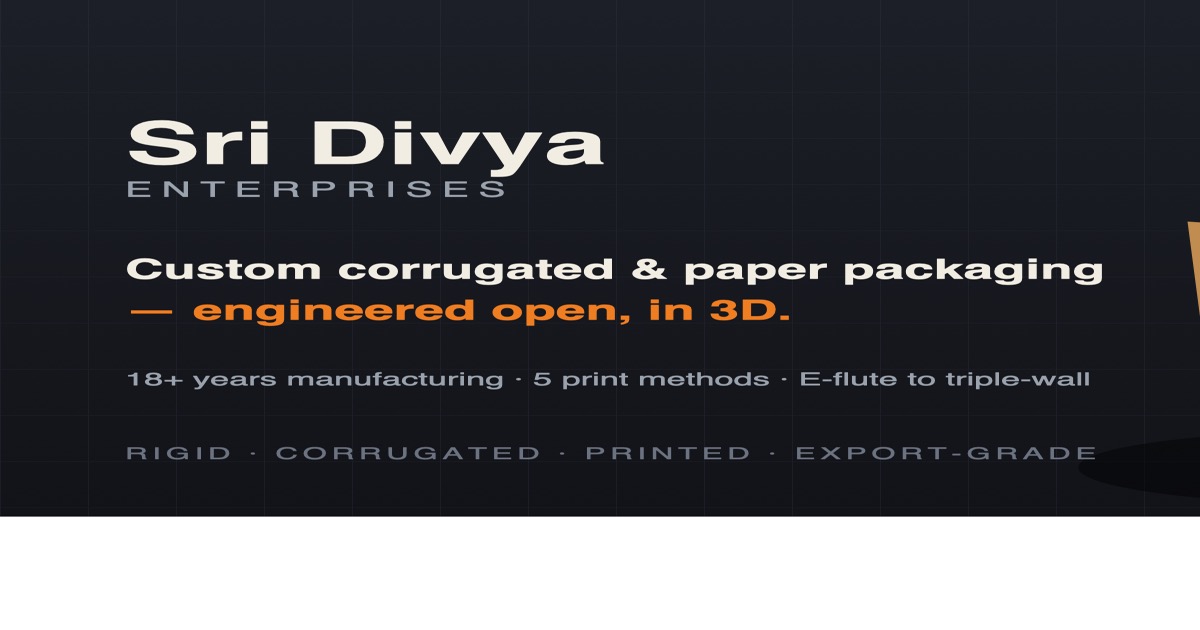 Sri Divya
ENTERPRISES
Custom corrugated & paper packaging
— engineered open, in 3D.
18+ years manufacturing · 5 print methods · E-flute to triple-wall
RIGID · CORRUGATED · PRINTED · EXPORT-GRADE